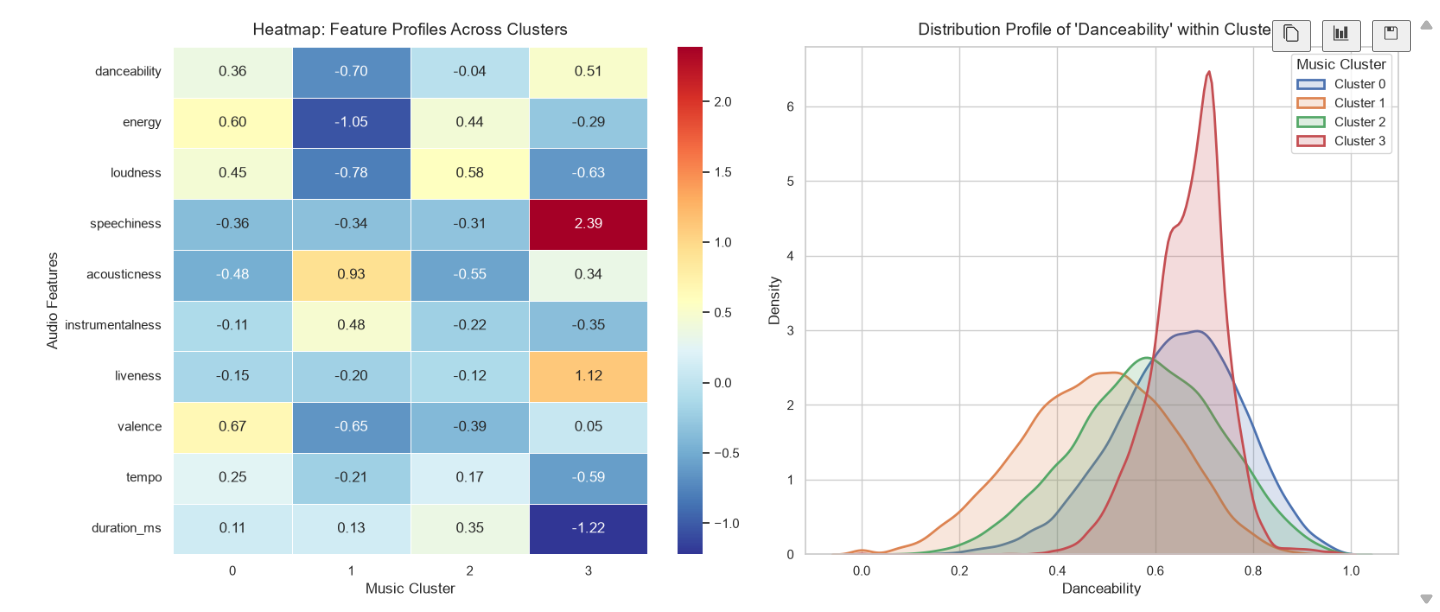 Heatmap: Feature Profiles Across Clusters
danceability 0.36 -0.70 -0.04 0.51
energy 0.60 -1.05 0.44 -0.29
loudness 0.45 -0.78 0.58 -0.63
speechiness -0.36 -0.34 -0.31 2.39
acousticness -0.48 0.93 -0.55 0.34
instrumentalness -0.11 0.48 -0.22 -0.35
liveness -0.15 -0.20 -0.12 1.12
valence 0.67 -0.65 -0.39 0.05
tempo 0.25 -0.21 0.17 -0.59
duration_ms 0.11 0.13 0.35 -1.22
Audio Features
0 1 2 3
Music Cluster
2.0
1.5
1.0
0.5
0.0
−0.5
−1.0
Distribution Profile of 'Danceability' within
Music Cluster
Cluster 0
Cluster 1
Cluster 2
Cluster 3
Density
6
5
4
3
2
1
0
0.0 0.2 0.4 0.6 0.8 1.0
Danceability